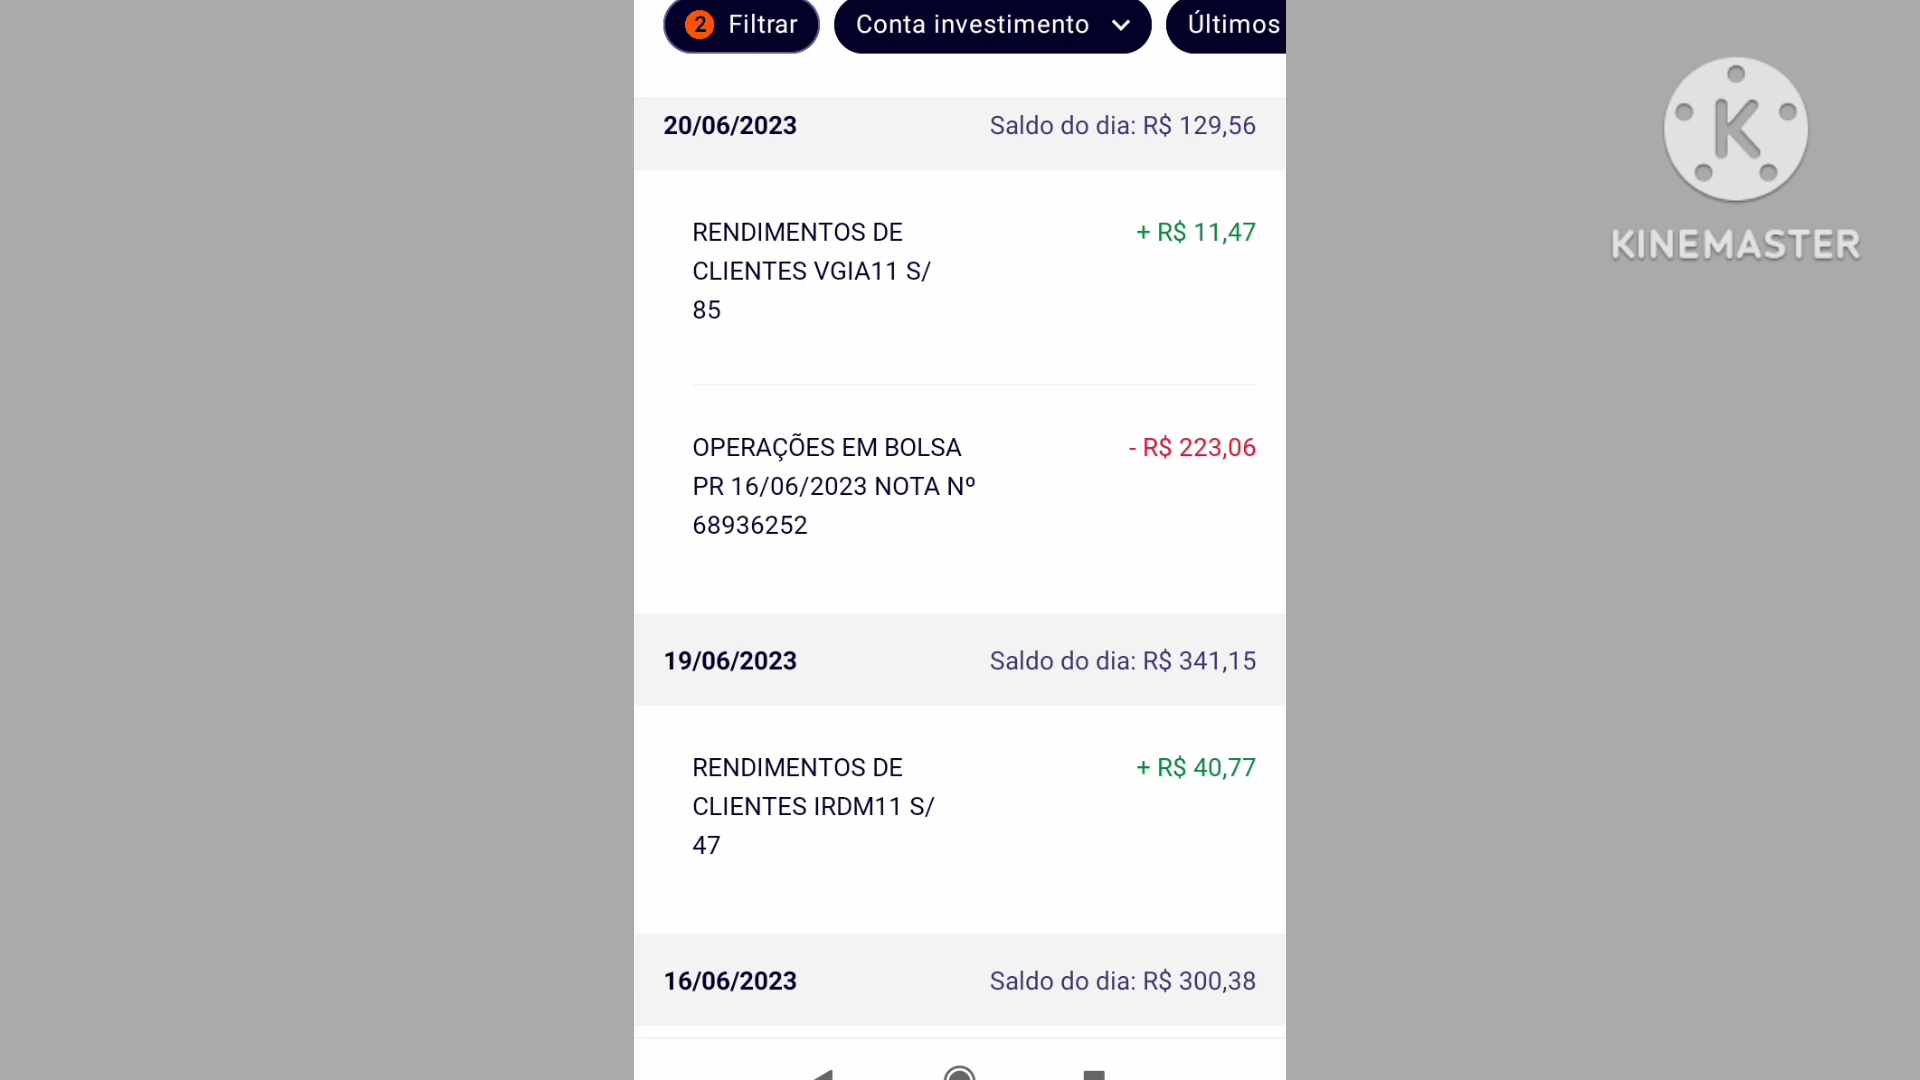 2 Filtrar Conta investimento Últimos
K
KINEMASTER
20/06/2023 Saldo do dia: R$ 129,56
RENDIMENTOS DE + R$ 11,47
CLIENTES VGIA11 S/
85
OPERAÇÕES EM BOLSA - R$ 223,06
PR 16/06/2023 NOTA Nº
68936252
19/06/2023 Saldo do dia: R$ 341,15
RENDIMENTOS DE + R$ 40,77
CLIENTES IRDM11 S/
47
16/06/2023 Saldo do dia: R$ 300,38